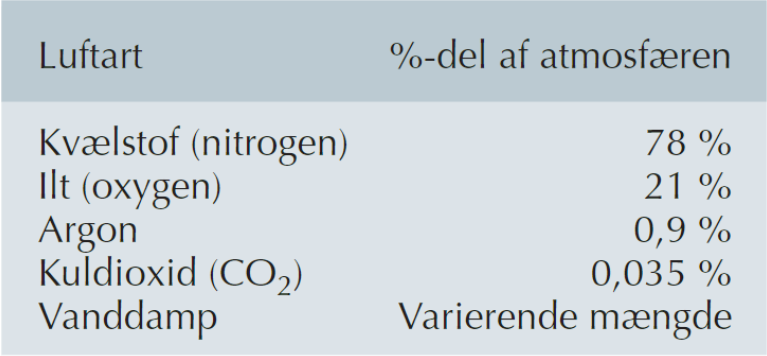 Luftart %-del af atmosfæren
Kvælstof (nitrogen) 78 %
Ilt (oxygen) 21 %
Argon 0,9 %
Kuldioxid (CO₂) 0,035 %
Vanddamp Varierende mængde